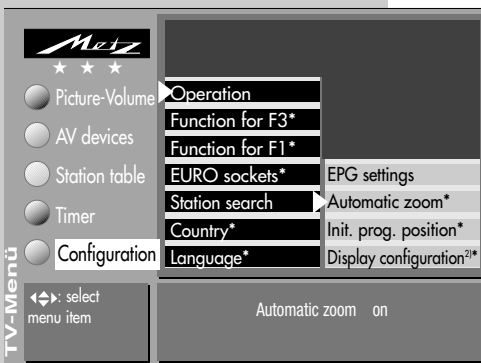 Metz
Picture-Volume
AV devices
Station table
Timer
Configuration
Operation
Function for F3*
Function for F1*
EURO sockets*
Station search
Country*
Language*
EPG settings
Automatic zoom*
Init. prog. position*
Display configuration2)*
TV-Menü
: select
menu item
Automatic zoom on